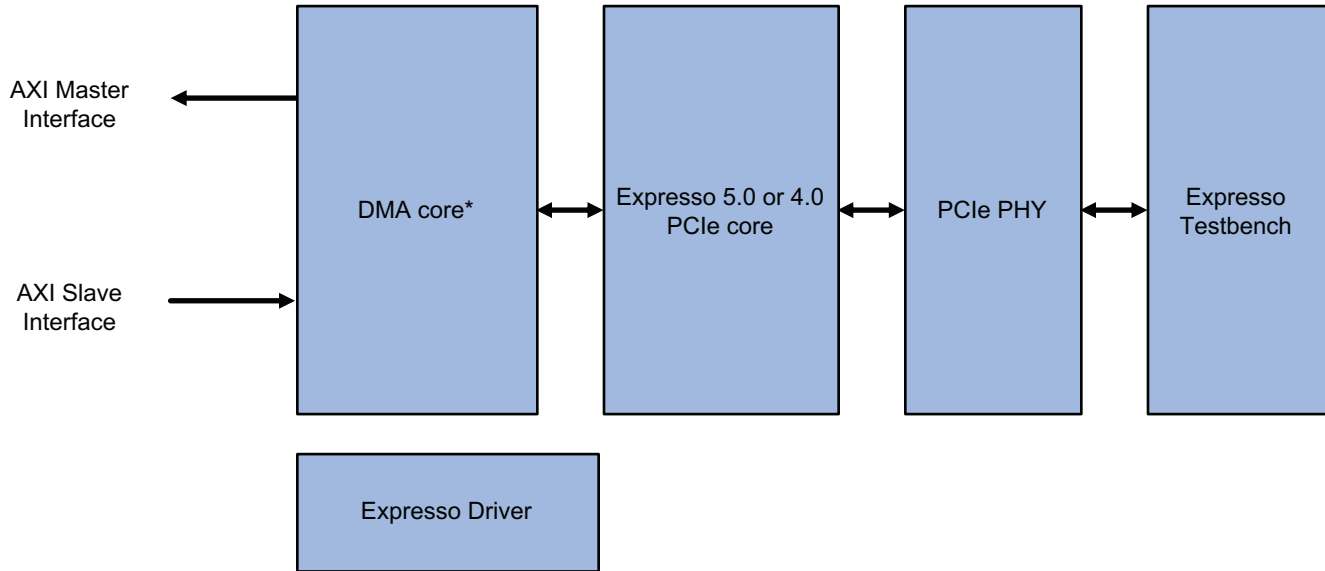 AXI Master
Interface
AXI Slave
Interface
DMA core*
Expresso 5.0 or 4.0
PCIe core
PCIe PHY
Expresso
Testbench
Expresso Driver